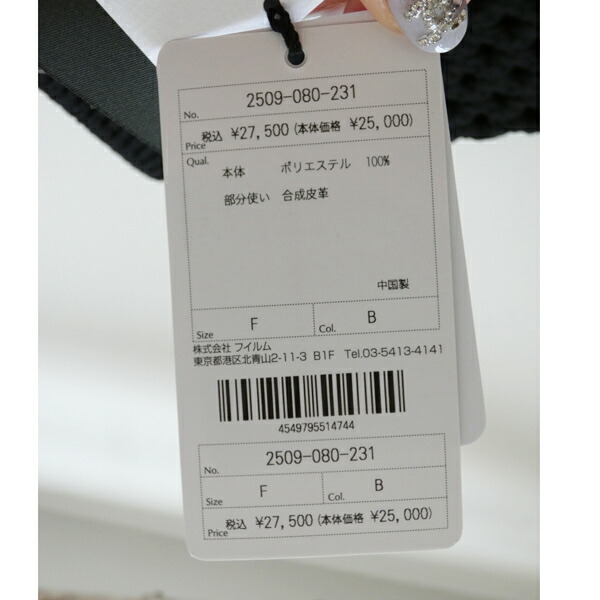 No. 2509-080-231
Price 税込 ¥27,500 (本体価格 ¥25,000)
Qual.
本体 ポリエステル 100%
部分使い 合成皮革
中国製
Size F Col. B
株式会社 フイルム
東京都港区北青山2-11-3 B1F Tel.03-5413-4141
4549795514744
No. 2509-080-231
Size F Col. B
Price 税込 ¥27,500 (本体価格 ¥25,000)